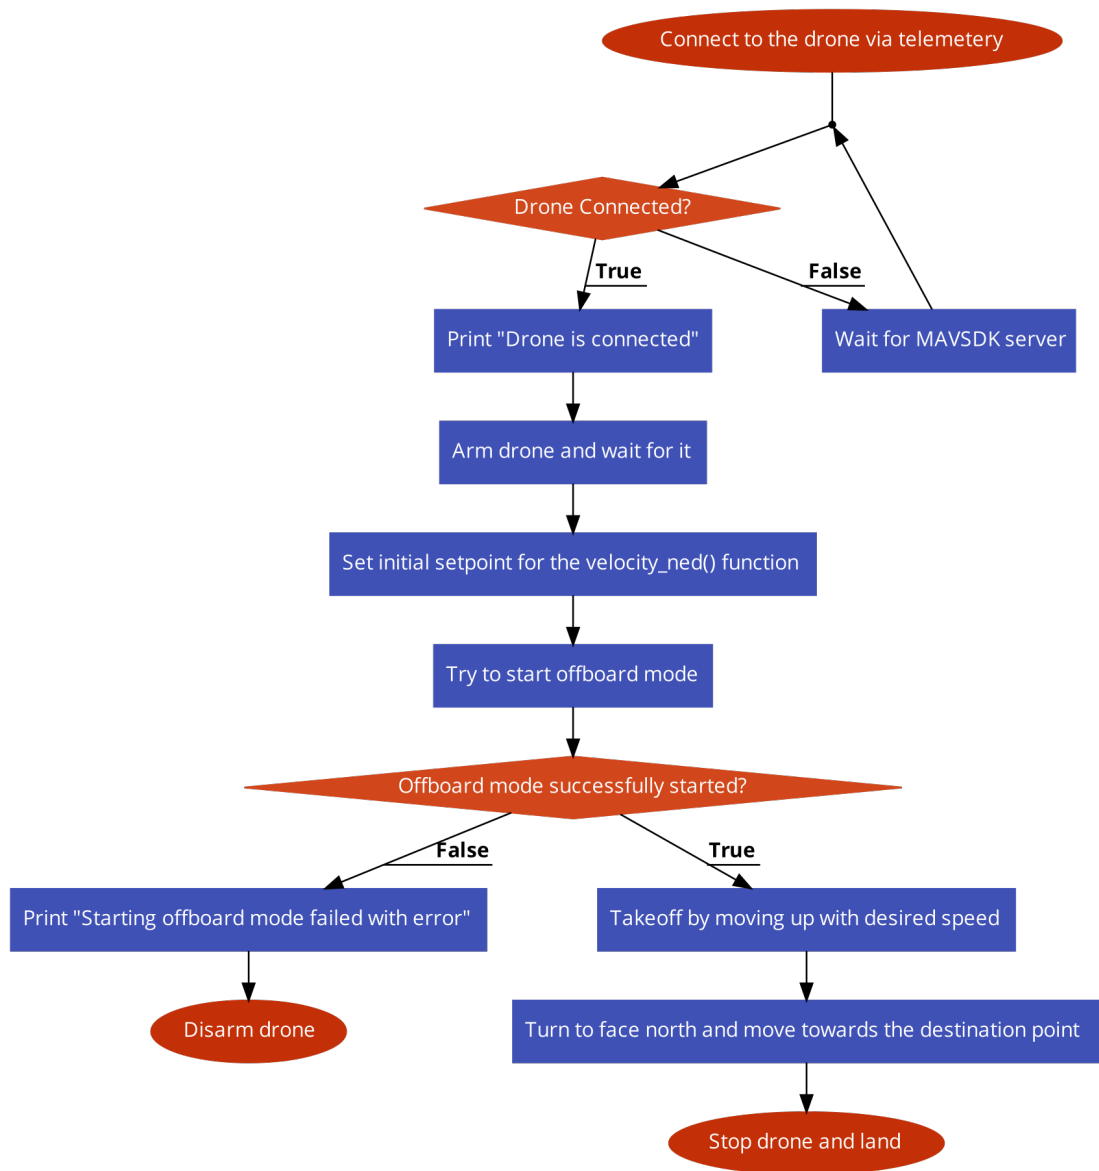 Connect to the drone via telemetery
Drone Connected?
True
False
Print "Drone is connected"
Wait for MAVSDK server
Arm drone and wait for it
Set initial setpoint for the velocity_ned() function
Try to start offboard mode
Offboard mode successfully started?
False
True
Print "Starting offboard mode failed with error"
Takeoff by moving up with desired speed
Disarm drone
Turn to face north and move towards the destination point
Stop drone and land